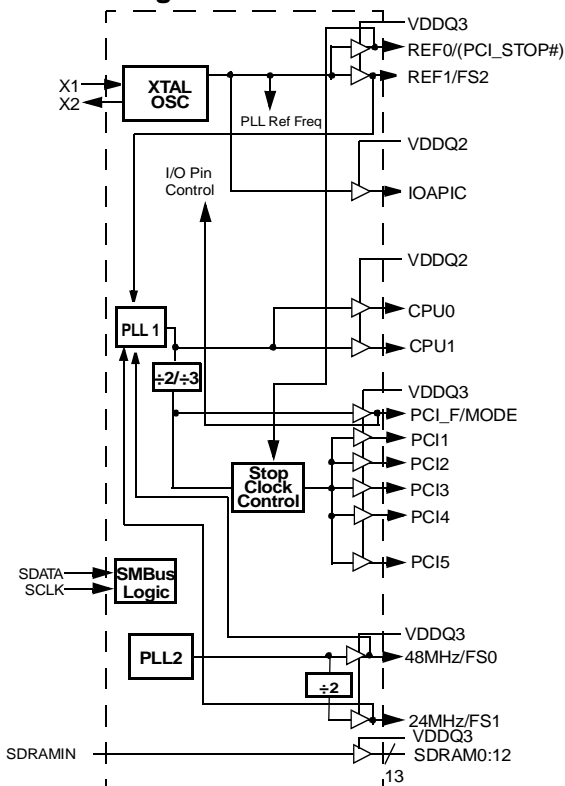 VDDQ3
REF0/(PCI_STOP#)
X1
X2
XTAL
OSC
REF1/FS2
PLL Ref Freq
VDDQ2
I/O Pin
Control
IOAPIC
VDDQ2
CPU0
PLL 1
CPU1
÷2/÷3
VDDQ3
PCI_F/MODE
PCI1
PCI2
Stop
Clock
Control
PCI3
PCI4
PCI5
SDATA
SCLK
SMBus
Logic
VDDQ3
PLL2
48MHz/FS0
÷2
24MHz/FS1
VDDQ3
SDRAMIN
SDRAM0:12
13